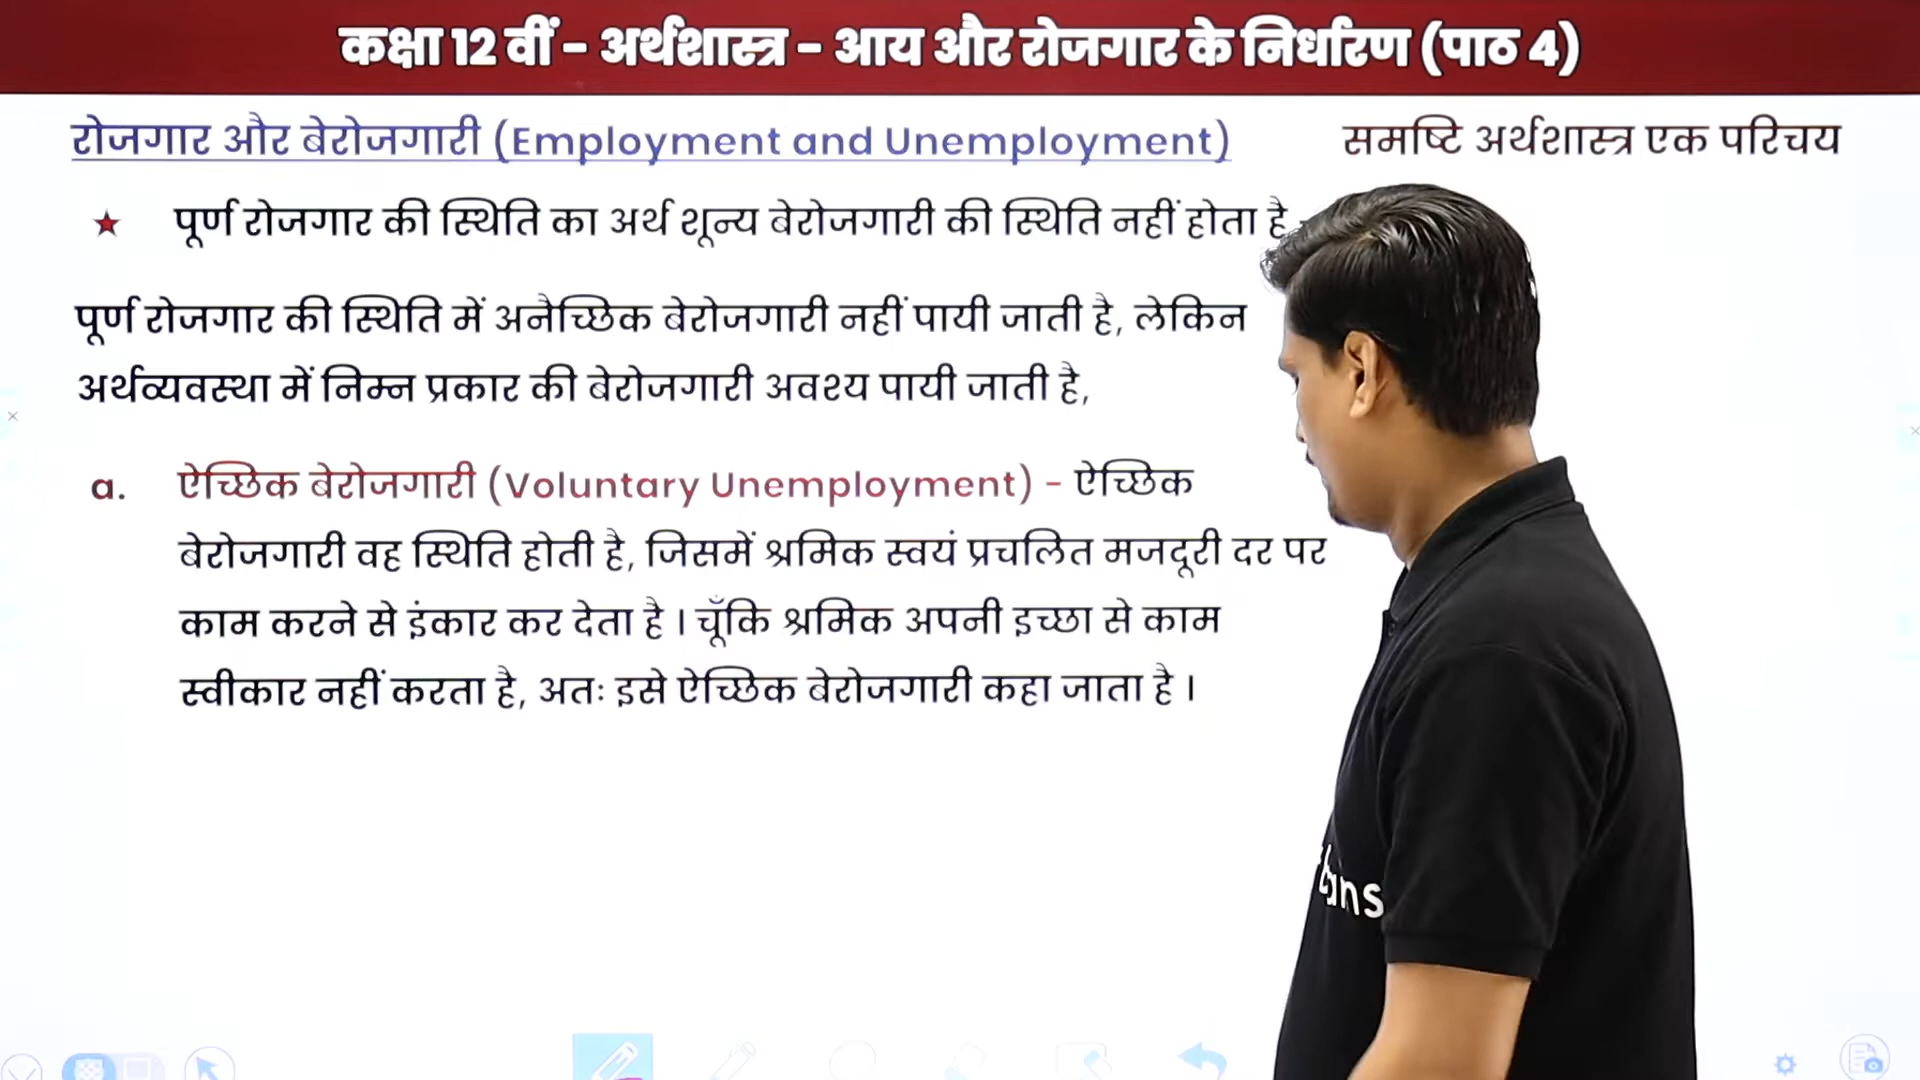 कक्षा 12 वीं - अर्थशास्त्र - आय और रोजगार के निर्धारण (पाठ 4)
रोजगार और बेरोजगारी (Employment and Unemployment)
समष्टि अर्थशास्त्र एक परिचय
★ पूर्ण रोजगार की स्थिति का अर्थ शून्य बेरोजगारी की स्थिति नहीं होता है
पूर्ण रोजगार की स्थिति में अनैच्छिक बेरोजगारी नहीं पायी जाती है, लेकिन
अर्थव्यवस्था में निम्न प्रकार की बेरोजगारी अवश्य पायी जाती है,
a. ऐच्छिक बेरोजगारी (Voluntary Unemployment) - ऐच्छिक
बेरोजगारी वह स्थिति होती है, जिसमें श्रमिक स्वयं प्रचलित मजदूरी दर पर
काम करने से इंकार कर देता है । चूँकि श्रमिक अपनी इच्छा से काम
स्वीकार नहीं करता है, अतः इसे ऐच्छिक बेरोजगारी कहा जाता है ।